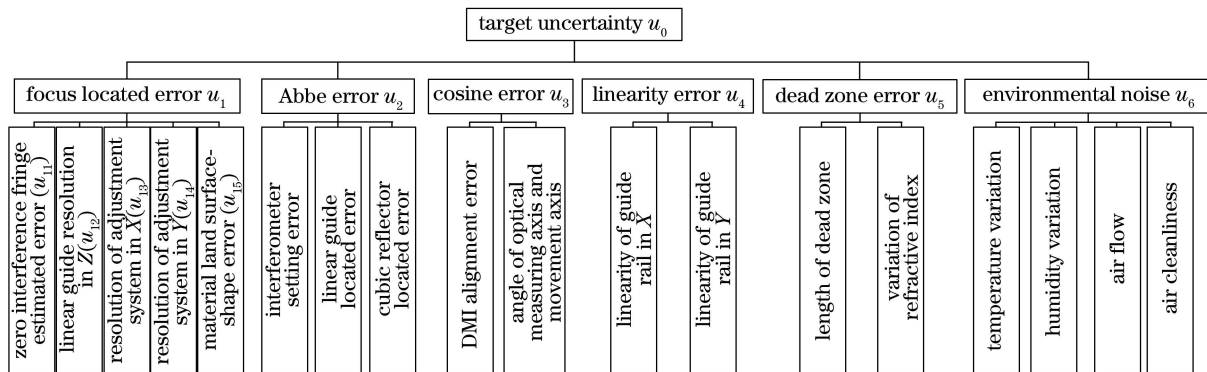 target uncertainty u₀
focus located error u₁
Abbe error u₂
cosine error u₃
linearity error u₄
dead zone error u₅
environmental noise u₆
zero interference fringe
estimated error (u₁₁)
linear guide resolution
in Z(u₁₂)
resolution of adjustment
system in X(u₁₃)
resolution of adjustment
system in Y(u₁₄)
material land surface-
shape error (u₁₅)
interferometer
setting error
linear guide
located error
cubic reflector
located error
DMI alignment error
angle of optical
measuring axis and
movement axis
linearity of guide
rail in X
linearity of guide
rail in Y
length of dead zone
variation of
refractive index
temperature variation
humidity variation
air flow
air cleanliness